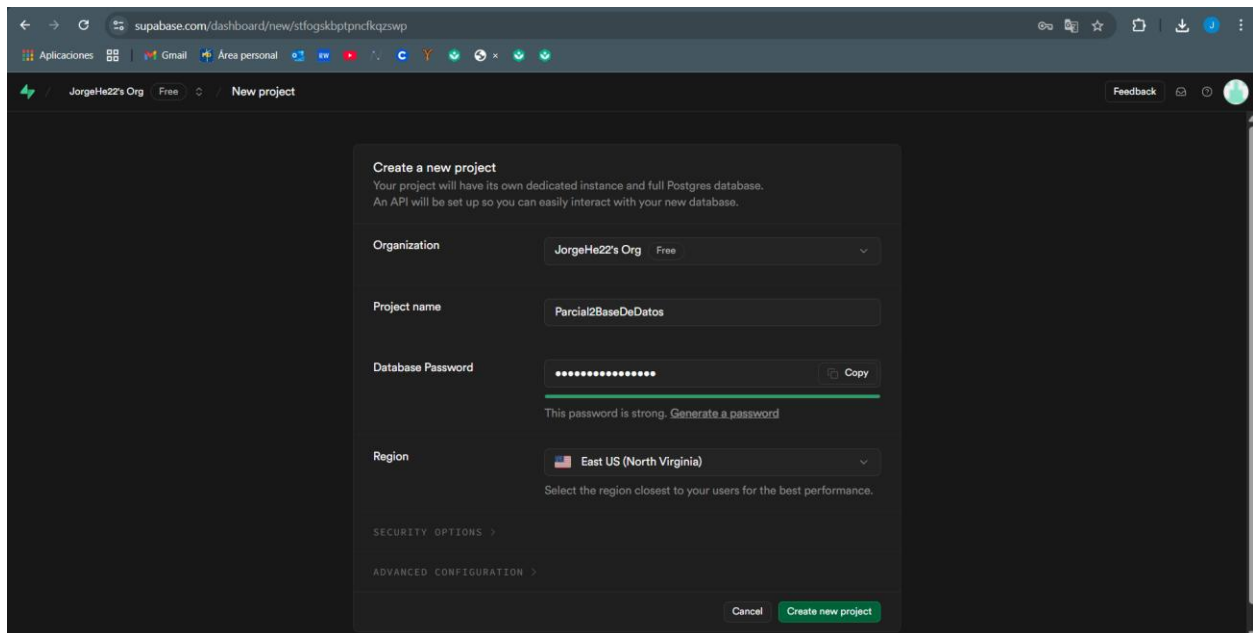 supabase.com/dashboard/new/stfogskbptpncfkqzswp
Aplicaciones Gmail Área personal
JorgeHe22's Org Free / New project Feedback
Create a new project
Your project will have its own dedicated instance and full Postgres database.
An API will be set up so you can easily interact with your new database.
Organization JorgeHe22's Org Free
Project name Parcial2BaseDeDatos
Database Password •••••••••••••••• Copy
This password is strong. Generate a password
Region East US (North Virginia)
Select the region closest to your users for the best performance.
SECURITY OPTIONS >
ADVANCED CONFIGURATION >
Cancel Create new project